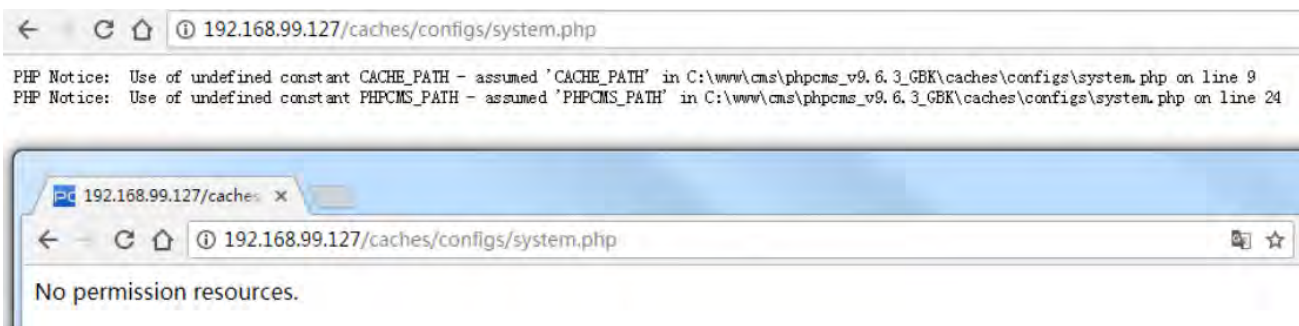 192.168.99.127/caches/configs/system.php
PHP Notice:  Use of undefined constant CACHE_PATH - assumed 'CACHE_PATH' in C:\www\cms\phpcms_v9.6.3_GBK\caches\configs\system.php on line 9
PHP Notice:  Use of undefined constant PHPCMS_PATH - assumed 'PHPCMS_PATH' in C:\www\cms\phpcms_v9.6.3_GBK\caches\configs\system.php on line 24
PC 192.168.99.127/caches
192.168.99.127/caches/configs/system.php
No permission resources.